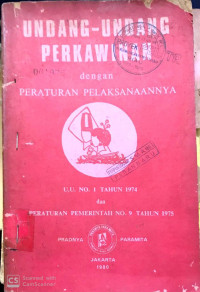 UNDANG-UNDANG
PERKAWINAN
dengan
PERATURAN PELAKSANAANNYA
U.U. NO. 1 TAHUN 1974
dan
PERATURAN PEMERINTAH NO. 9 TAHUN 1975
PRADNYA PARAMITA
JAKARTA
1980
CS Scanned with
CamScanner